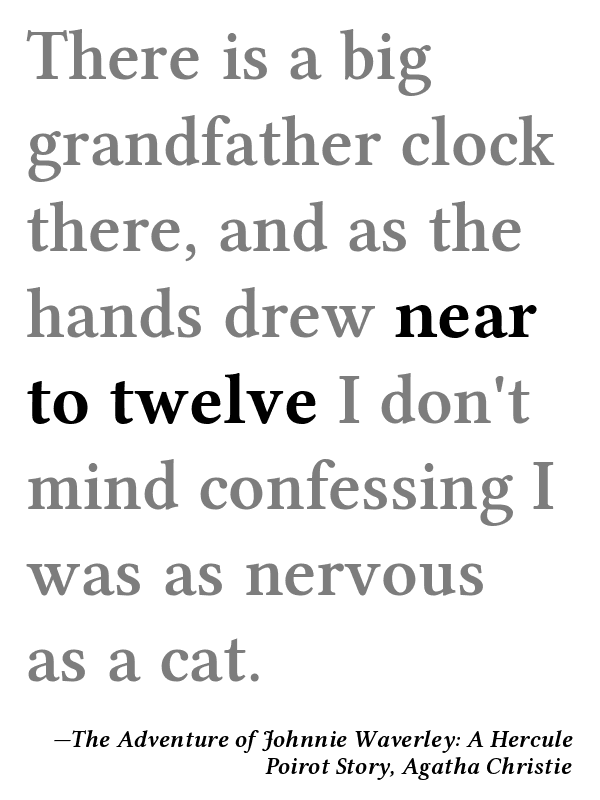 There is a big
grandfather clock
there, and as the
hands drew near
to twelve I don't
mind confessing I
was as nervous
as a cat.
—The Adventure of Johnnie Waverley: A Hercule
Poirot Story, Agatha Christie